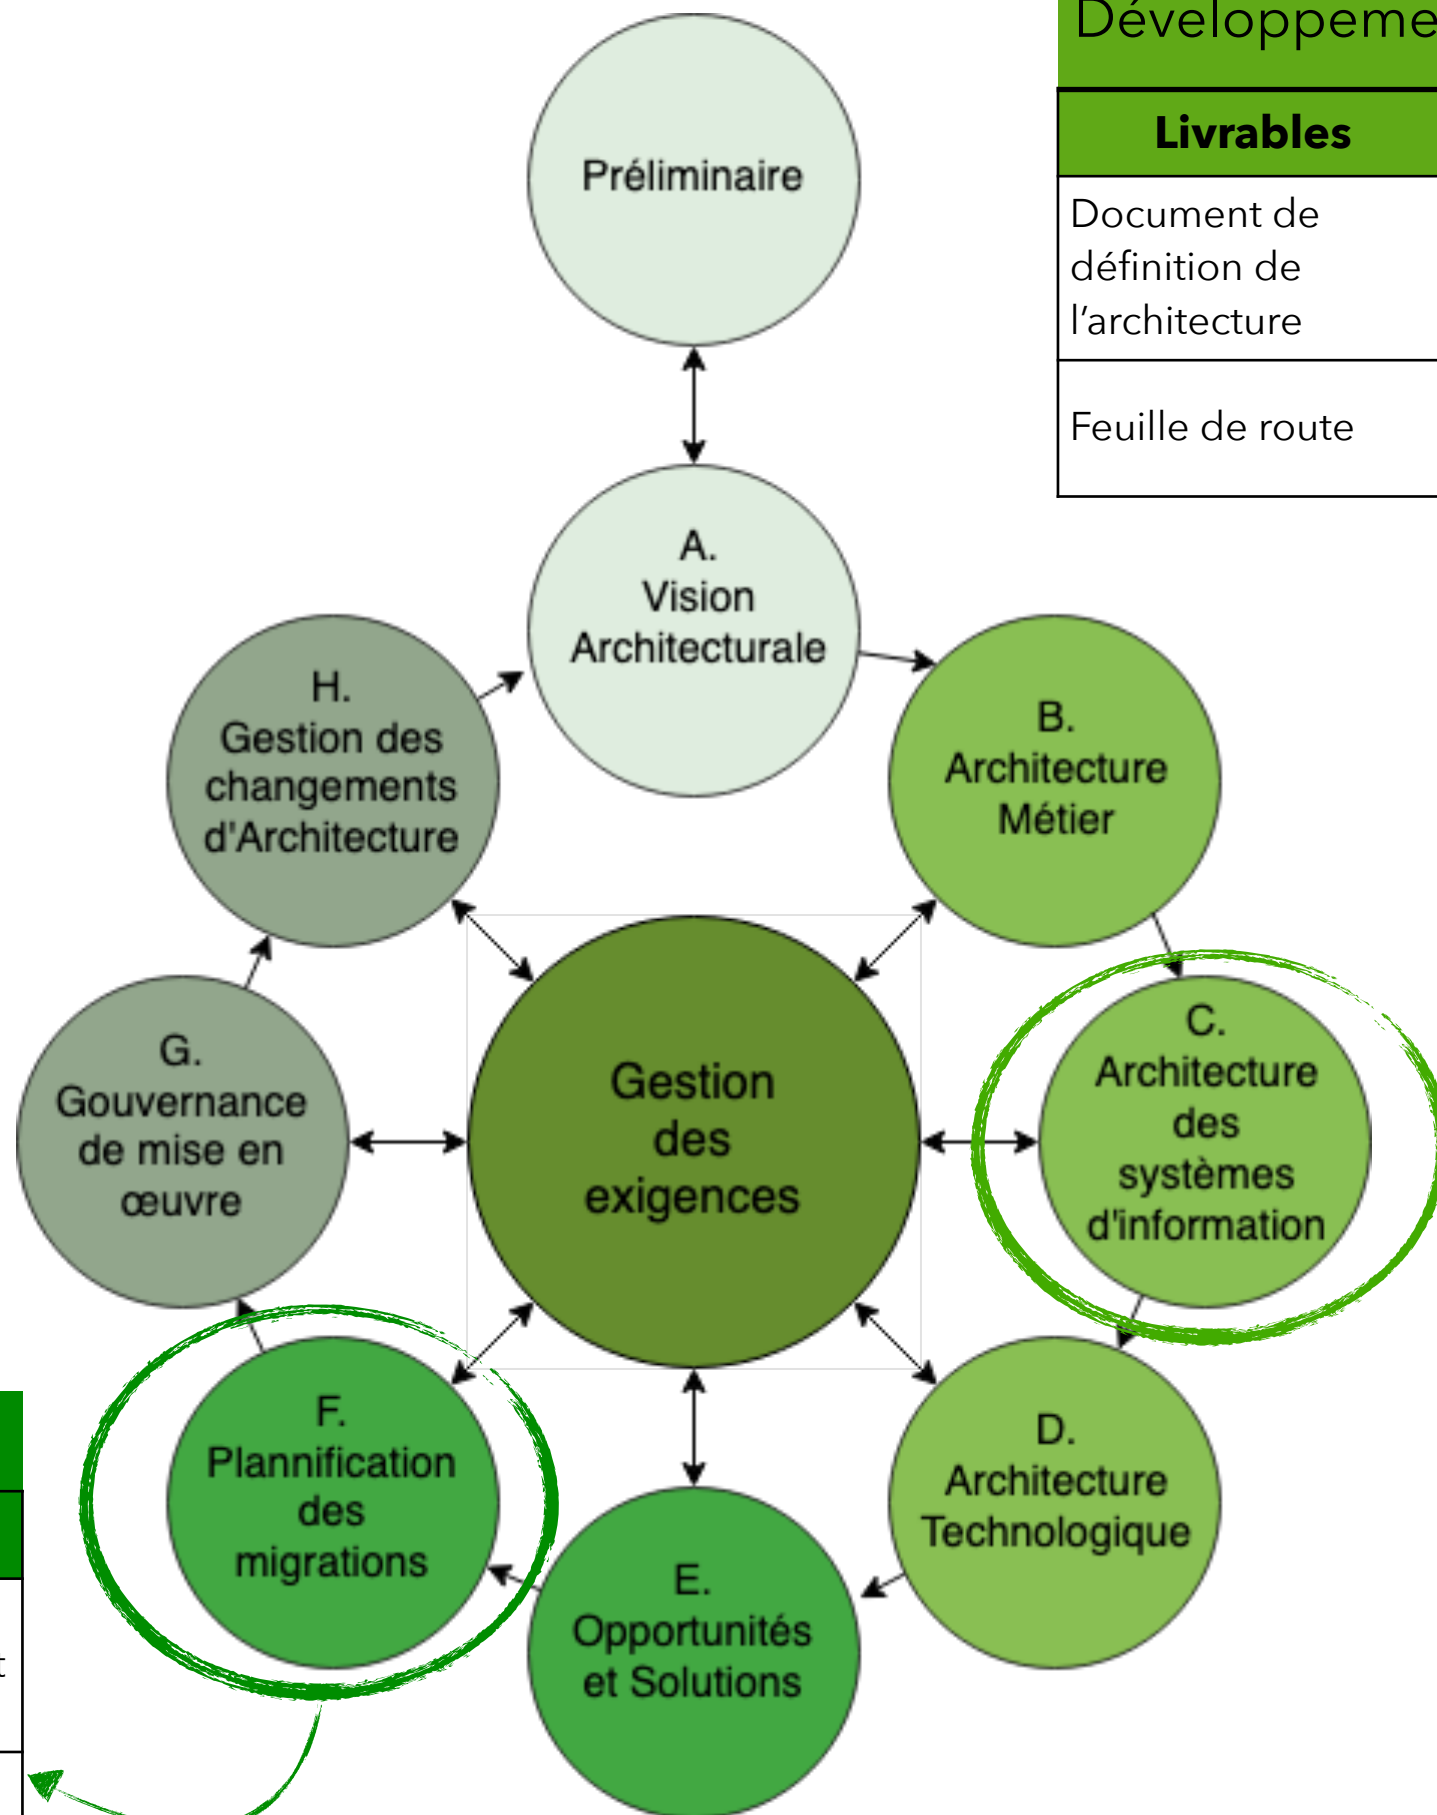 Développeme
Livrables
Document de
définition de
l'architecture
Feuille de route
Préliminaire
A.
Vision
Architecturale
B.
Architecture
Métier
H.
Gestion des
changements
d'Architecture
C.
Architecture
des
systèmes
d'information
Gestion
des
exigences
G.
Gouvernance
de mise en
œuvre
D.
Architecture
Technologique
F.
Plannification
des
migrations
E.
Opportunités
et Solutions
t